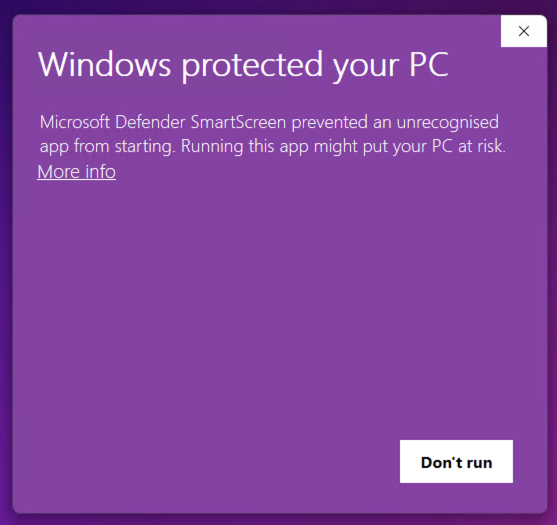 Windows protected your PC
Microsoft Defender SmartScreen prevented an unrecognised
app from starting. Running this app might put your PC at risk.
More info
Don't run